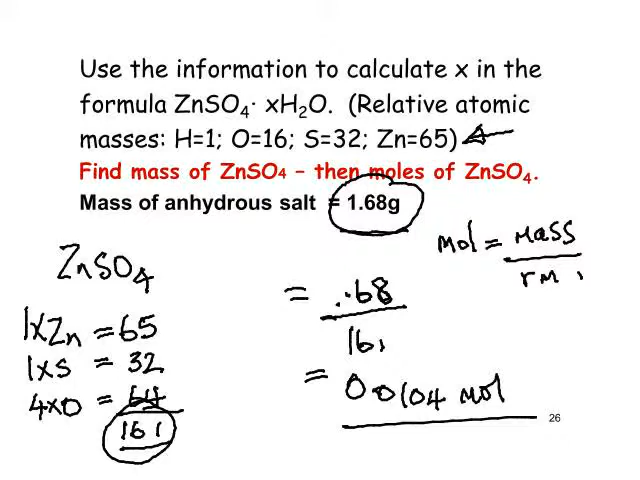 Use the information to calculate x in the
formula ZnSO4· xH2O. (Relative atomic
masses: H=1; O=16; S=32; Zn=65)
Find mass of ZnSO4 – then moles of ZnSO4.
Mass of anhydrous salt = 1.68g
mol = mass
rm
ZnSO4
= 1.68
161
= 0.0104 mol
1xZn = 65
1xS = 32
4xO = 64
161
26